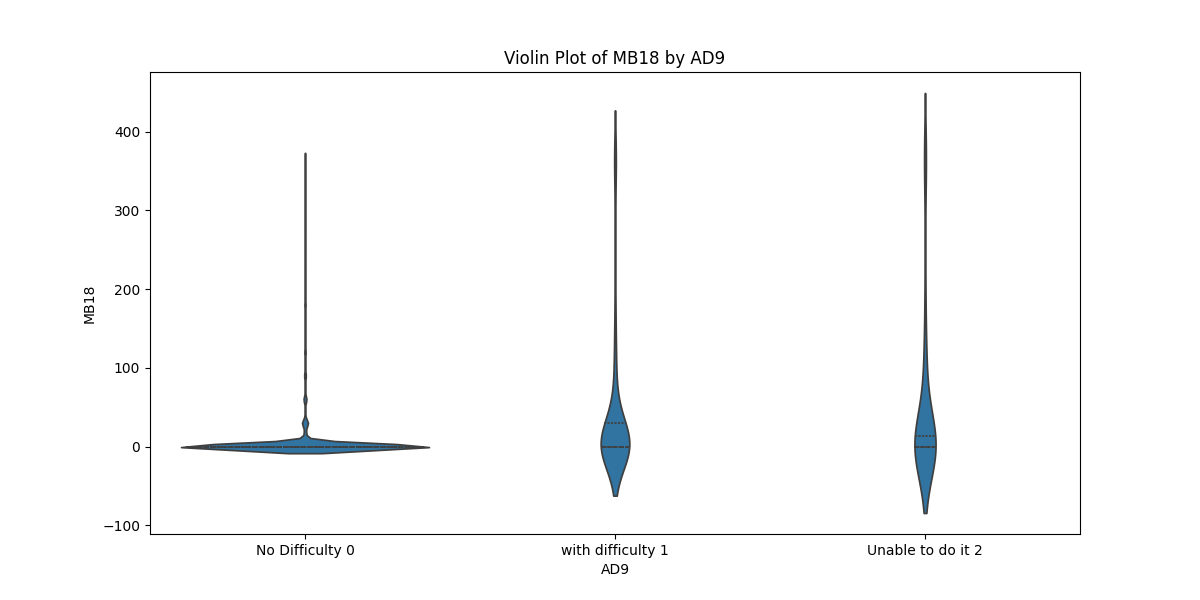 Violin Plot of MB18 by AD9
MB18
400
300
200
100
0
−100
No Difficulty 0
with difficulty 1
Unable to do it 2
AD9